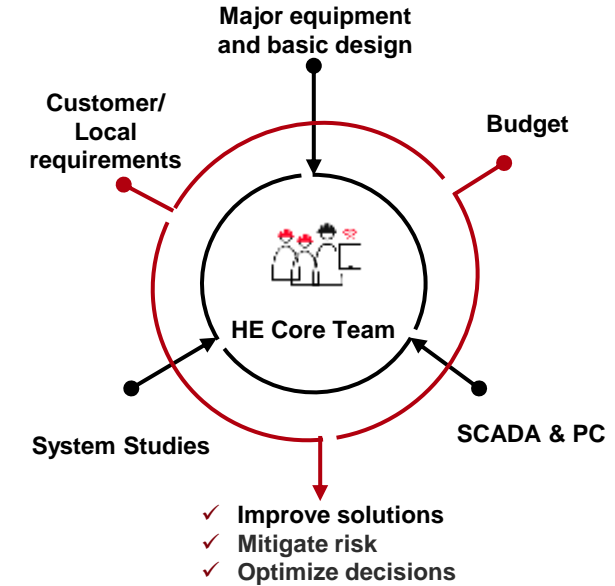 Major equipment
and basic design
Customer/
Local
requirements
Budget
HE Core Team
System Studies
SCADA & PC
✓ Improve solutions
✓ Mitigate risk
✓ Optimize decisions